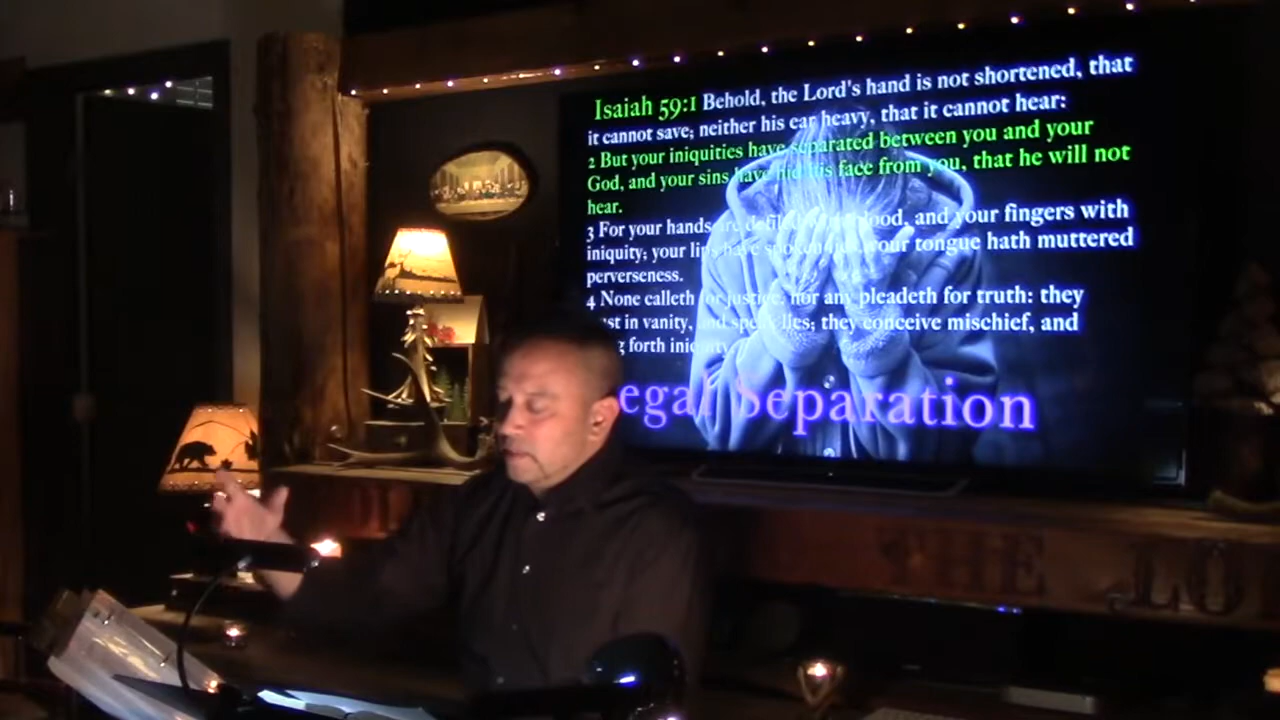 Isaiah 59:1 Behold, the Lord's hand is not shortened, that
it cannot save; neither his ear heavy, that it cannot hear:
2 But your iniquities have separated between you and your
God, and your sins have hid his face from you, that he will not
hear.
3 For your hands are defiled with blood, and your fingers with
iniquity; your lips have spoken lies, your tongue hath muttered
perverseness.
4 None calleth for justice, nor any pleadeth for truth: they
in vanity, and speak lies; they conceive mischief, and
forth iniquity
egal Separation
THE